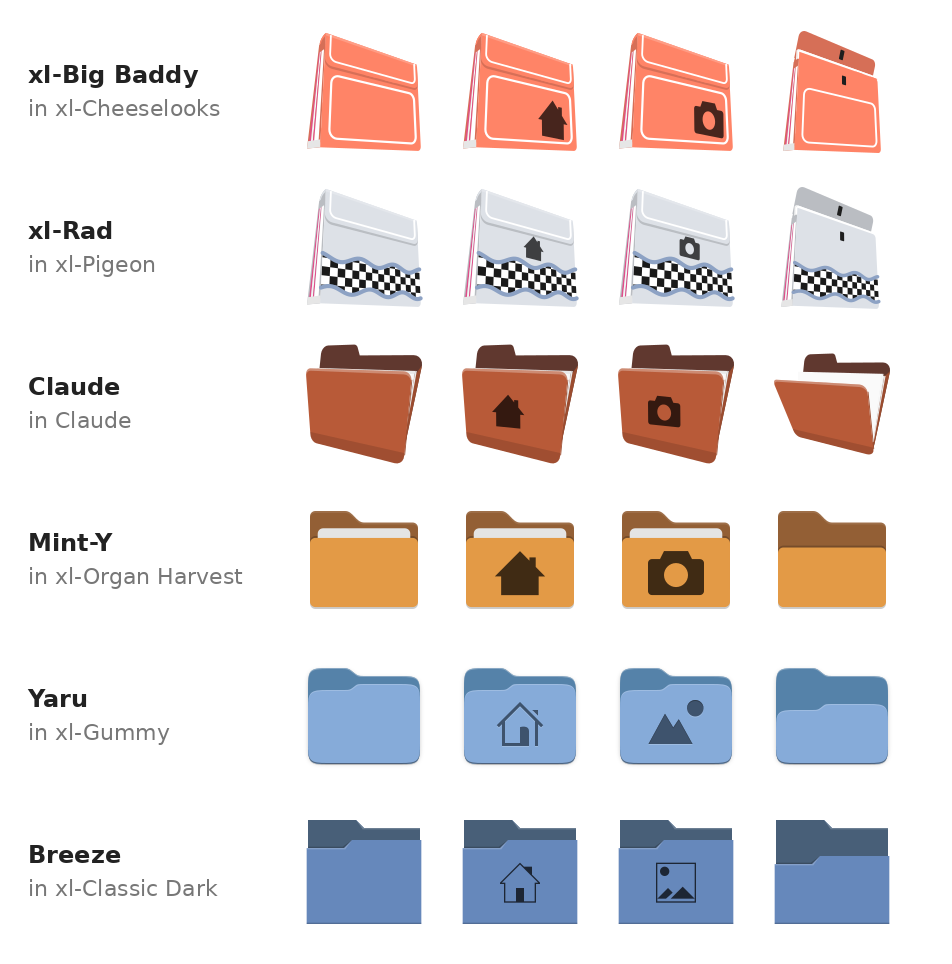 xl-Big Baddy
in xl-Cheeselooks
xl-Rad
in xl-Pigeon
Claude
in Claude
Mint-Y
in xl-Organ Harvest
Yaru
in xl-Gummy
Breeze
in xl-Classic Dark